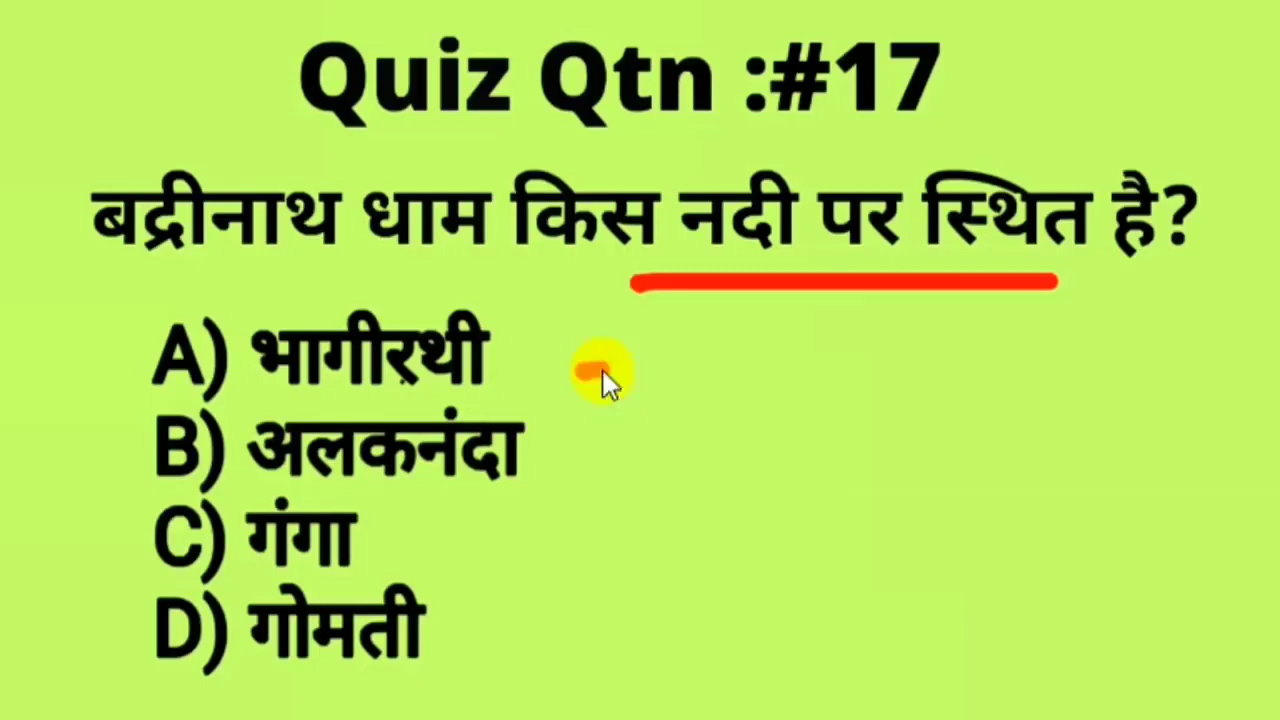 Quiz Qtn :#17
बद्रीनाथ धाम किस नदी पर स्थित है?
A) भागीरथी
B) अलकनंदा
C) गंगा
D) गोमती